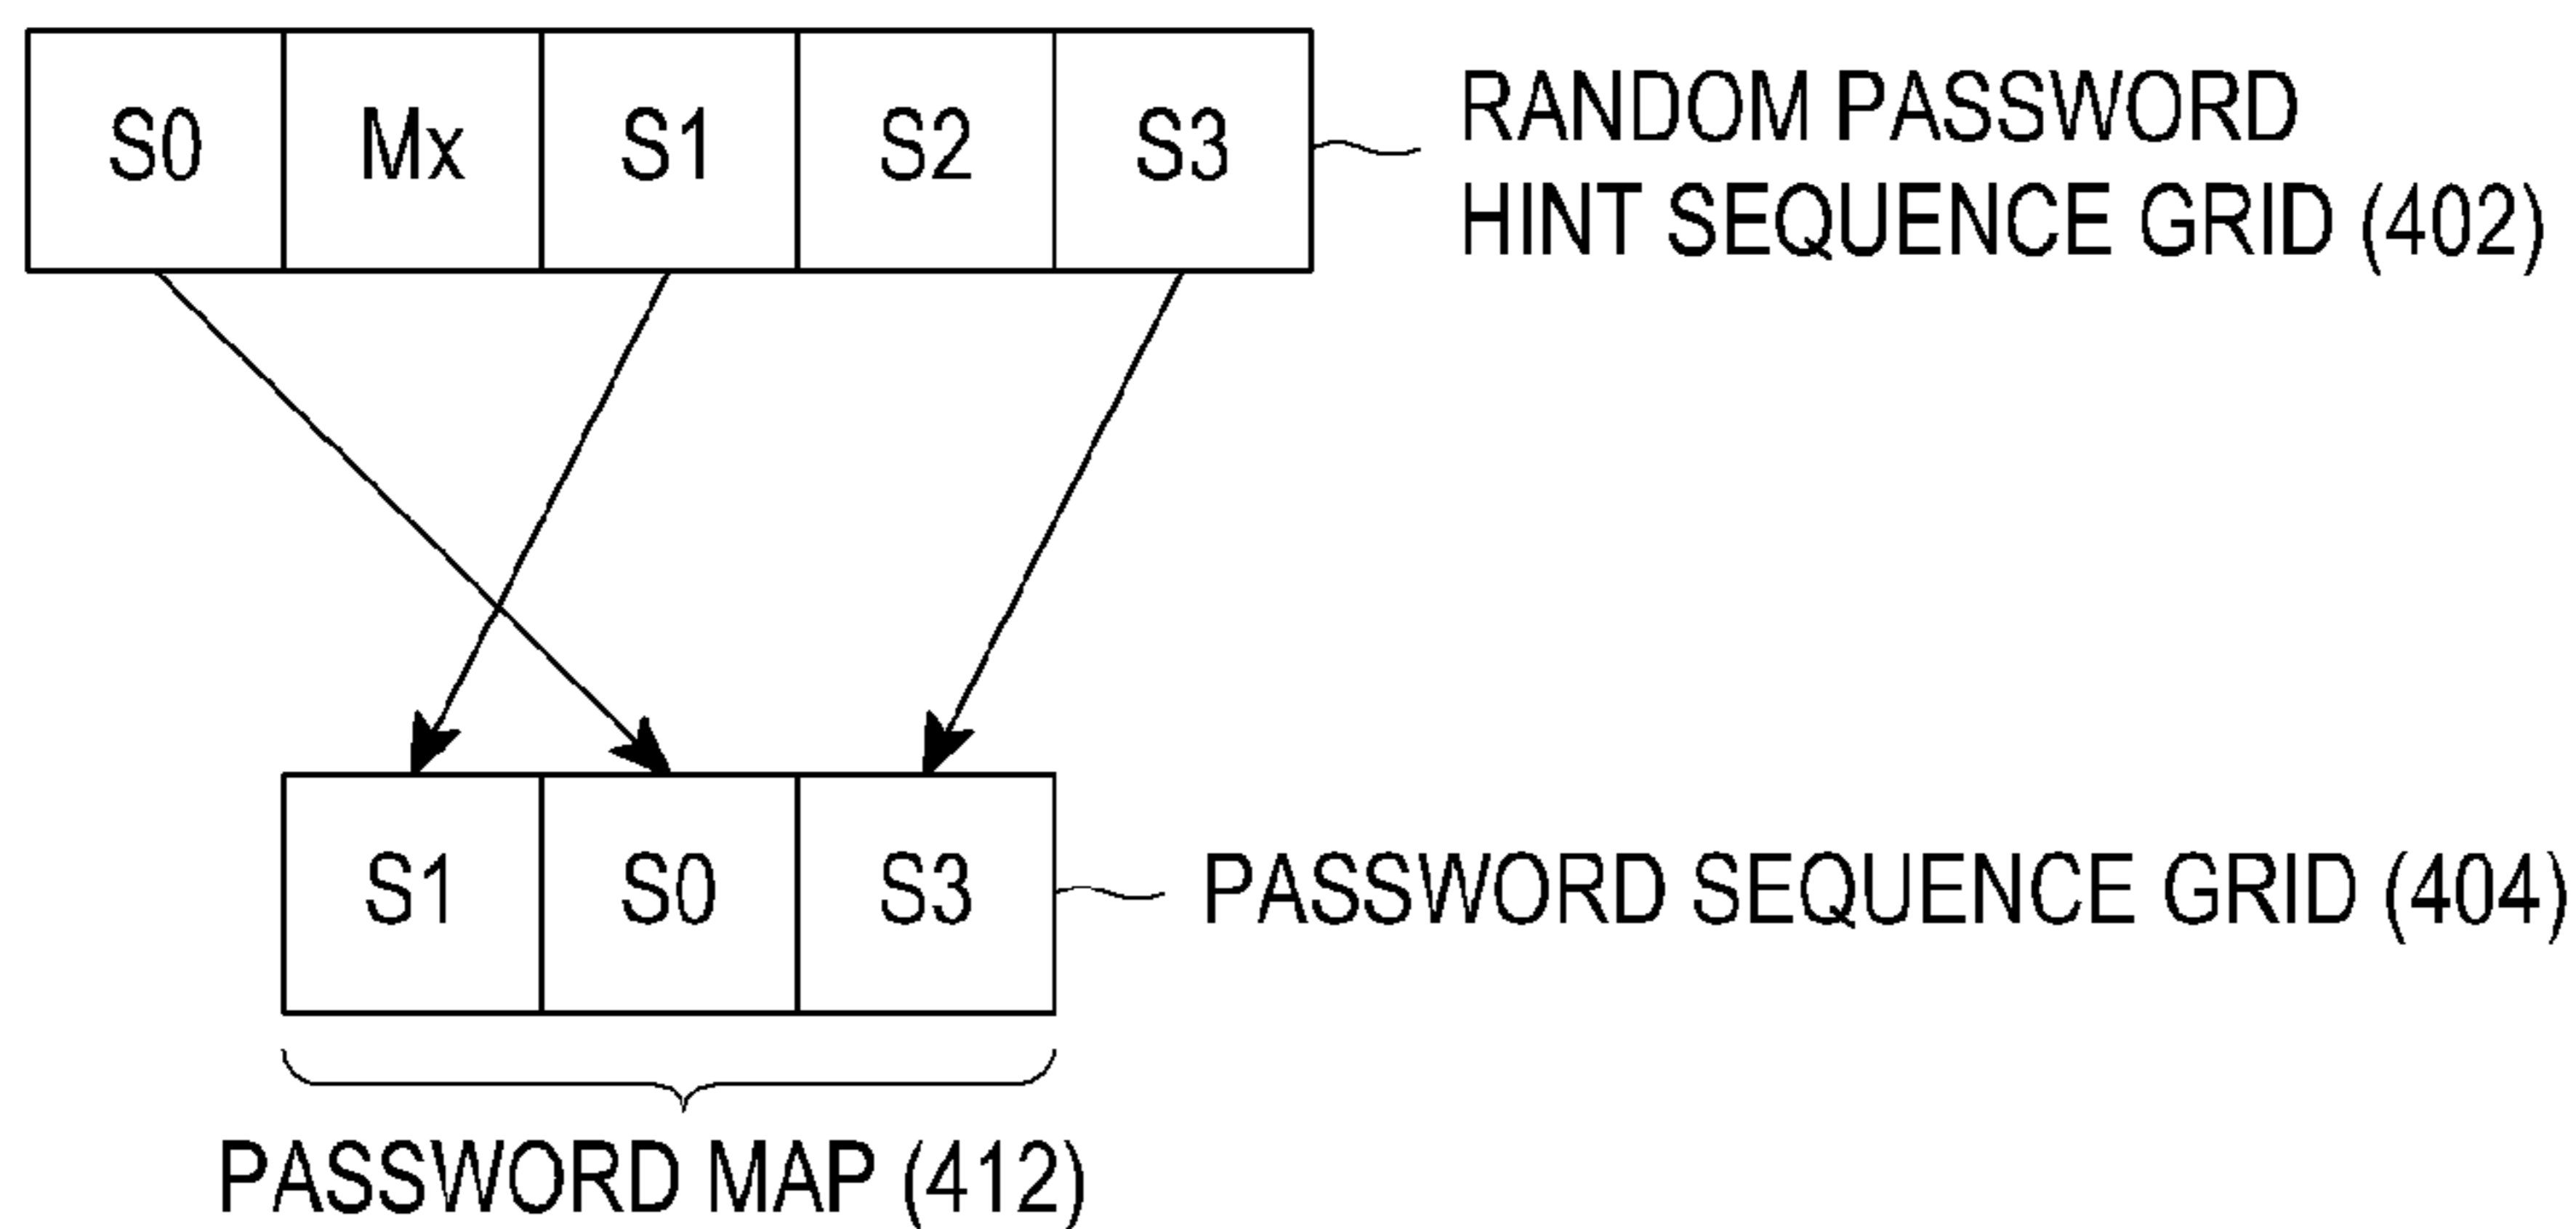 S0 Mx S1 S2 S3
RANDOM PASSWORD
HINT SEQUENCE GRID (402)
S1 S0 S3
PASSWORD SEQUENCE GRID (404)
PASSWORD MAP (412)